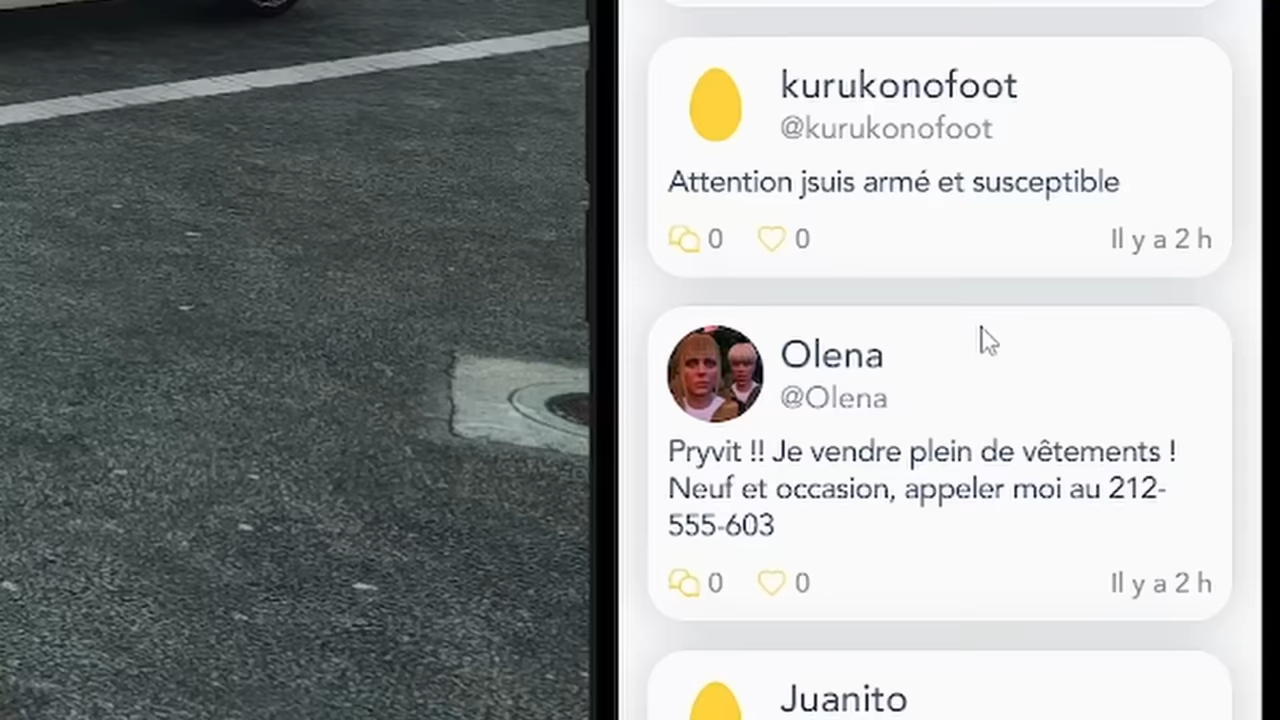 kurukonofoot
@kurukonofoot
Attention jsuis armé et susceptible
0 0 Il y a 2 h
Olena
@Olena
Pryvit !! Je vendre plein de vêtements !
Neuf et occasion, appeler moi au 212-
555-603
0 0 Il y a 2 h
Juanito